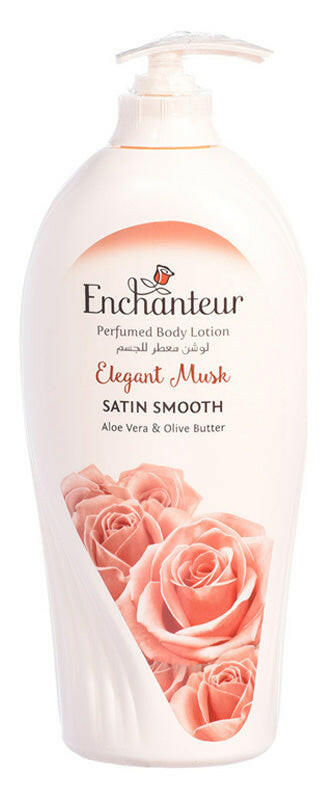 Enchanteur
Perfumed Body Lotion
لوشن معطر للجسم
Elegant Musk
SATIN SMOOTH
Aloe Vera & Olive Butter